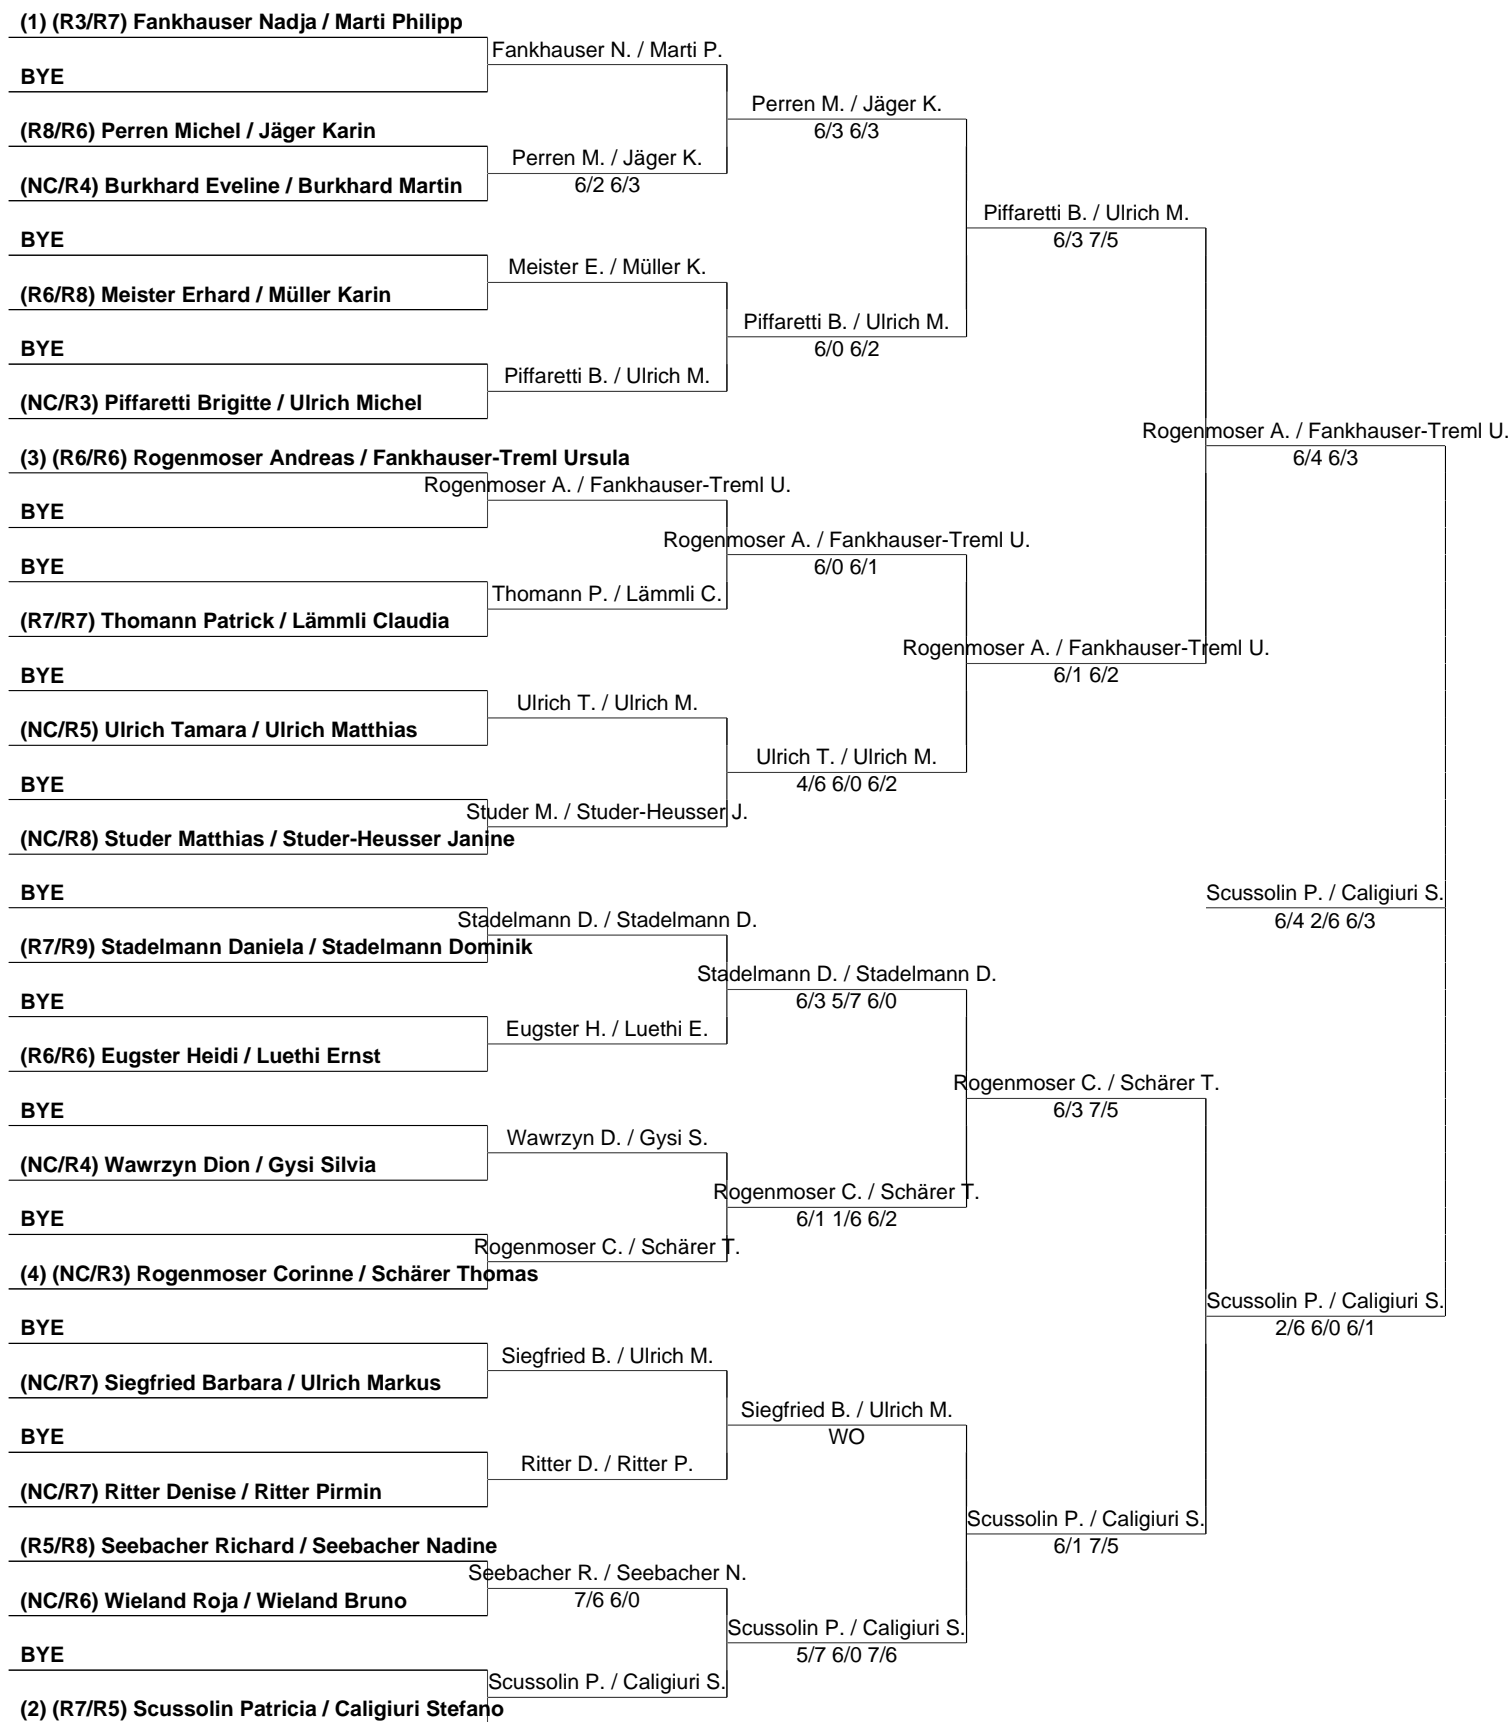 (1) (R3/R7) Fankhauser Nadja / Marti Philipp
Fankhauser N. / Marti P.
BYE
Perren M. / Jäger K.
6/3 6/3
(R8/R6) Perren Michel / Jäger Karin
Perren M. / Jäger K.
6/2 6/3
(NC/R4) Burkhard Eveline / Burkhard Martin
Piffaretti B. / Ulrich M.
6/3 7/5
BYE
Meister E. / Müller K.
(R6/R8) Meister Erhard / Müller Karin
Piffaretti B. / Ulrich M.
6/0 6/2
BYE
Piffaretti B. / Ulrich M.
(NC/R3) Piffaretti Brigitte / Ulrich Michel
Rogenmoser A. / Fankhauser-Treml U.
6/4 6/3
(3) (R6/R6) Rogenmoser Andreas / Fankhauser-Treml Ursula
Rogenmoser A. / Fankhauser-Treml U.
BYE
Rogenmoser A. / Fankhauser-Treml U.
6/0 6/1
BYE
Thomann P. / Lämmli C.
(R7/R7) Thomann Patrick / Lämmli Claudia
Rogenmoser A. / Fankhauser-Treml U.
6/1 6/2
BYE
Ulrich T. / Ulrich M.
(NC/R5) Ulrich Tamara / Ulrich Matthias
Ulrich T. / Ulrich M.
4/6 6/0 6/2
BYE
Studer M. / Studer-Heusser J.
(NC/R8) Studer Matthias / Studer-Heusser Janine
BYE
Scussolin P. / Caligiuri S.
6/4 2/6 6/3
Stadelmann D. / Stadelmann D.
(R7/R9) Stadelmann Daniela / Stadelmann Dominik
Stadelmann D. / Stadelmann D.
6/3 5/7 6/0
BYE
Eugster H. / Luethi E.
(R6/R6) Eugster Heidi / Luethi Ernst
Rogenmoser C. / Schärer T.
6/3 7/5
BYE
Wawrzyn D. / Gysi S.
(NC/R4) Wawrzyn Dion / Gysi Silvia
Rogenmoser C. / Schärer T.
6/1 1/6 6/2
BYE
Rogenmoser C. / Schärer T.
(4) (NC/R3) Rogenmoser Corinne / Schärer Thomas
Scussolin P. / Caligiuri S.
2/6 6/0 6/1
BYE
Siegfried B. / Ulrich M.
(NC/R7) Siegfried Barbara / Ulrich Markus
Siegfried B. / Ulrich M.
WO
BYE
Ritter D. / Ritter P.
(NC/R7) Ritter Denise / Ritter Pirmin
Scussolin P. / Caligiuri S.
6/1 7/5
(R5/R8) Seebacher Richard / Seebacher Nadine
Seebacher R. / Seebacher N.
7/6 6/0
(NC/R6) Wieland Roja / Wieland Bruno
Scussolin P. / Caligiuri S.
5/7 6/0 7/6
BYE
Scussolin P. / Caligiuri S.
(2) (R7/R5) Scussolin Patricia / Caligiuri Stefano